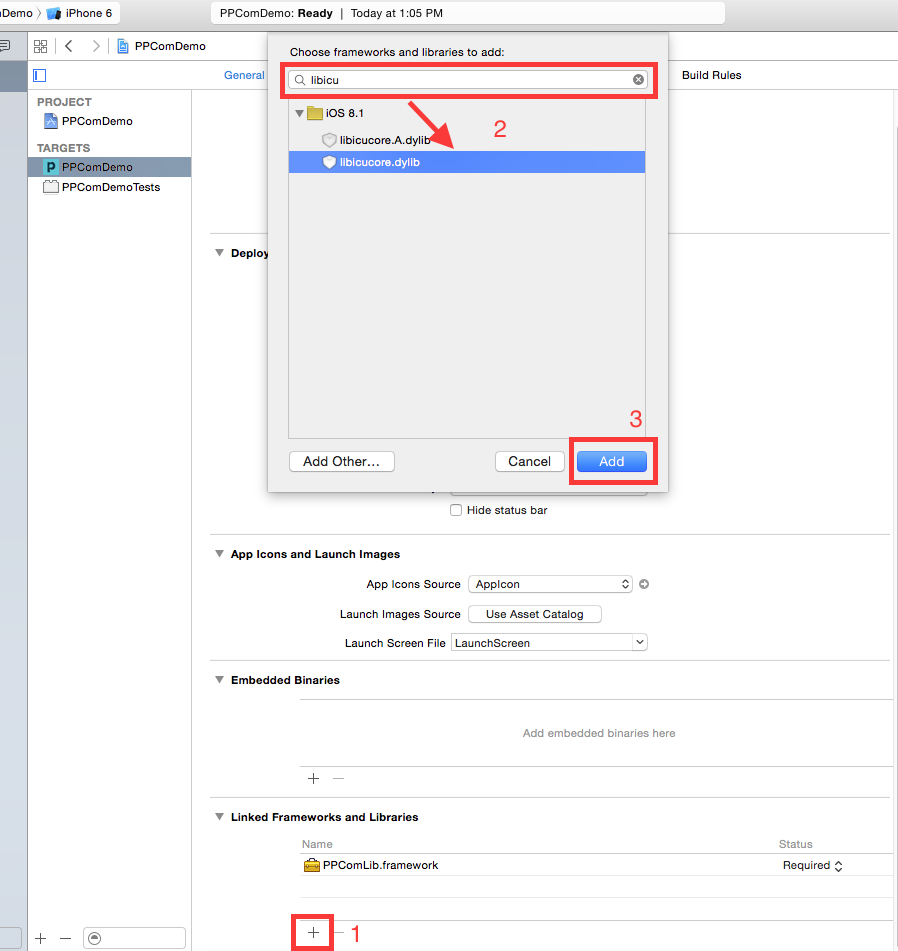 Demo 〉 iPhone 6
PPComDemo: Ready | Today at 1:05 PM
PPComDemo
General
Build Rules
PROJECT
PPComDemo
TARGETS
PPComDemo
PPComDemoTests
Choose frameworks and libraries to add:
libicu
iOS 8.1
2
libicucore.A.dylib
libicucore.dylib
3
Add Other...
Cancel
Add
Deploy
Hide status bar
App Icons and Launch Images
App Icons Source AppIcon
Launch Images Source Use Asset Catalog
Launch Screen File LaunchScreen
Embedded Binaries
Add embedded binaries here
Linked Frameworks and Libraries
Name Status
PPComLib.framework Required
1